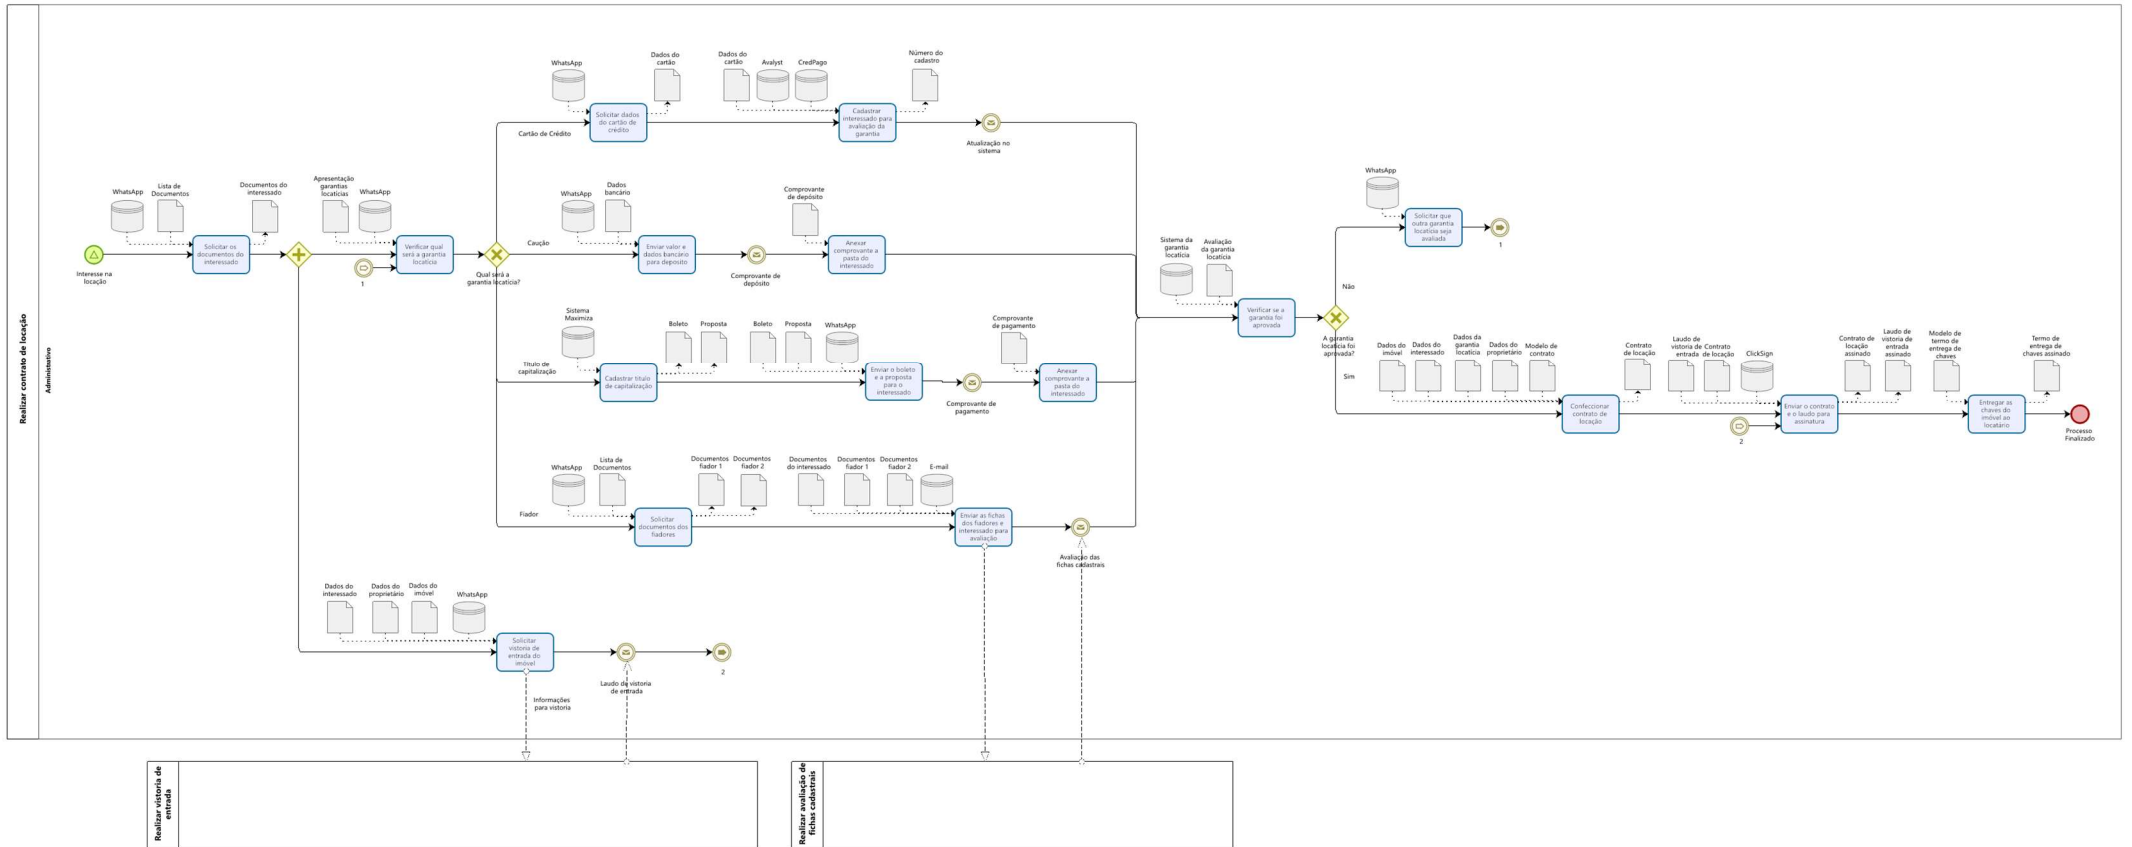 Realizar contrato de locação
Administrativo
Interesse na
locação
WhatsApp
Lista de
Documentos
Documentos do
interessado
Solicitar os
documentos do
interessado
Apresentação
garantias
locatícias
WhatsApp
Verificar qual
será a garantia
locatícia
1
Qual será a
garantia locatícia?
Cartão de Crédito
WhatsApp
Dados do
cartão
Solicitar dados
do cartão de
crédito
Dados do
cartão
Avalyst
CredPago
Número do
cadastro
Cadastrar
interessado para
avaliação da
garantia
Atualização no
sistema
Caução
WhatsApp
Dados
bancário
Enviar valor e
dados bancário
para deposito
Comprovante de
depósito
Comprovante
de depósito
Anexar
comprovante a
pasta do
interessado
Título de
capitalização
Sistema
Maximiza
Boleto
Proposta
Cadastrar titulo
de capitalização
Boleto
Proposta
WhatsApp
Enviar o boleto
e a proposta
para o
interessado
Comprovante de
pagamento
Comprovante
de pagamento
Anexar
comprovante a
pasta do
interessado
Fiador
WhatsApp
Lista de
Documentos
Documentos
fiador 1
Documentos
fiador 2
Solicitar
documentos dos
fiadores
Documentos
do interessado
Documentos
fiador 1
Documentos
fiador 2
E-mail
Enviar as fichas
dos fiadores e
interessado para
avaliação
Avaliação das
fichas cadastrais
Sistema da
garantia
locatícia
Avaliação
da garantia
locatícia
Verificar se a
garantia foi
aprovada
A garantia
locatícia foi
aprovada?
Não
WhatsApp
Solicitar que
outra garantia
locatícia seja
avaliada
1
Sim
Dados do
imóvel
Dados do
interessado
Dados da
garantia
locatícia
Dados do
proprietário
Modelo de
contrato
Contrato
de locação
Confeccionar
contrato de
locação
Laudo de
vistoria de
entrada
Contrato
de locação
ClickSign
2
Enviar o contrato
e o laudo para
assinatura
Contrato de
locação
assinado
Laudo de
vistoria de
entrada
assinado
Modelo de
termo de
entrega de
chaves
Entregar as
chaves do
imóvel ao
locatário
Termo de
entrega de
chaves assinado
Processo
Finalizado
Dados do
interessado
Dados do
proprietário
Dados do
imóvel
WhatsApp
Solicitar
vistoria de
entrada do
imóvel
Laudo de vistoria
de entrada
2
Informações
para vistoria
Realizar vistoria de
entrada
Realizar avaliação de
fichas cadastrais